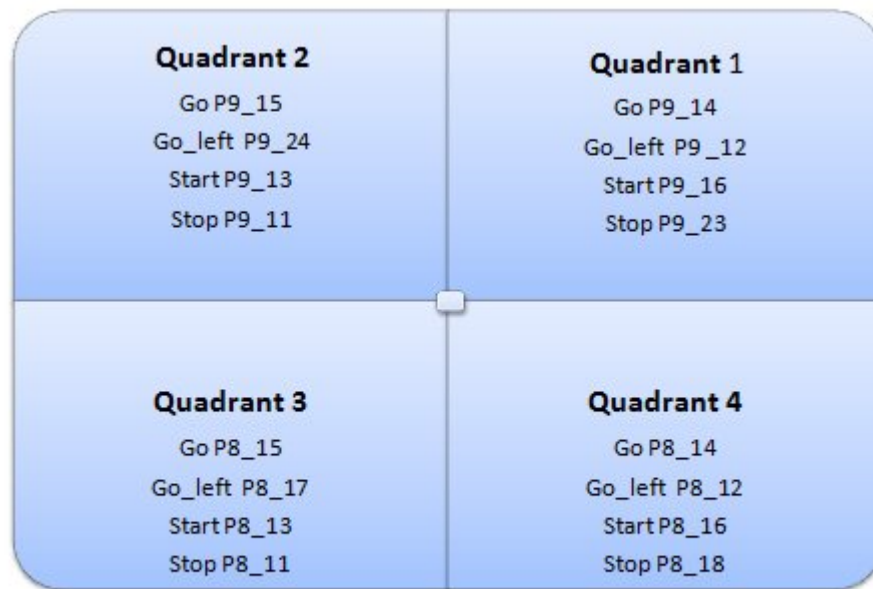 Quadrant 2
Go P9_15
Go_left P9_24
Start P9_13
Stop P9_11
Quadrant 1
Go P9_14
Go_left P9_12
Start P9_16
Stop P9_23
Quadrant 3
Go P8_15
Go_left P8_17
Start P8_13
Stop P8_11
Quadrant 4
Go P8_14
Go_left P8_12
Start P8_16
Stop P8_18